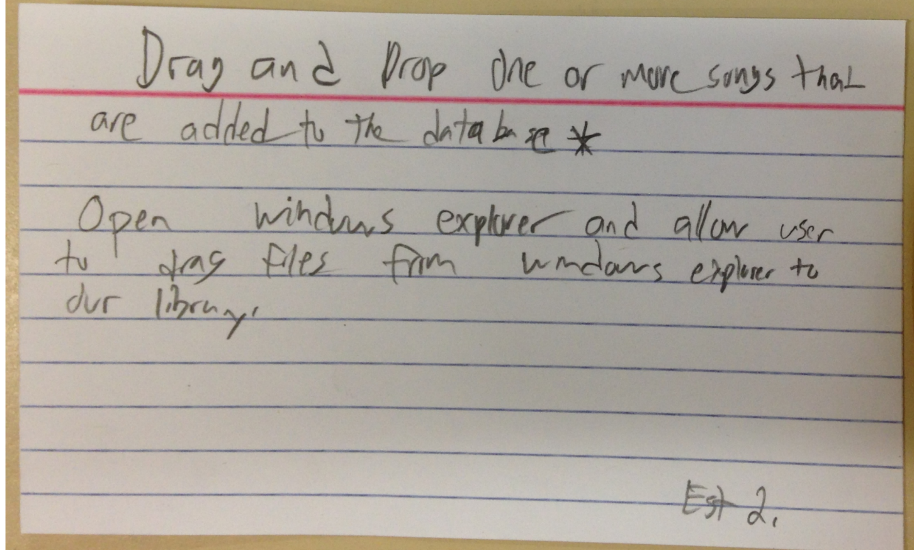 Drag and Drop One or more songs that
are added to the database *
Open windows explorer and allow user
to drag files from windows explorer to
our library.
Est 2.